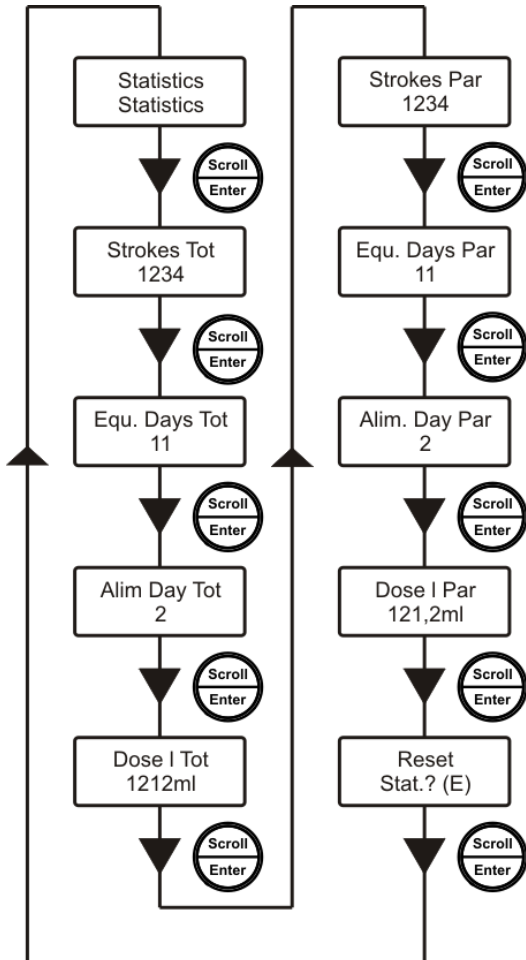 Statistics
Statistics
Scroll
Enter
Strokes Tot
1234
Scroll
Enter
Equ. Days Tot
11
Scroll
Enter
Alim Day Tot
2
Scroll
Enter
Dose l Tot
1212ml
Scroll
Enter
Strokes Par
1234
Scroll
Enter
Equ. Days Par
11
Scroll
Enter
Alim. Day Par
2
Scroll
Enter
Dose l Par
121,2ml
Scroll
Enter
Reset
Stat.? (E)
Scroll
Enter